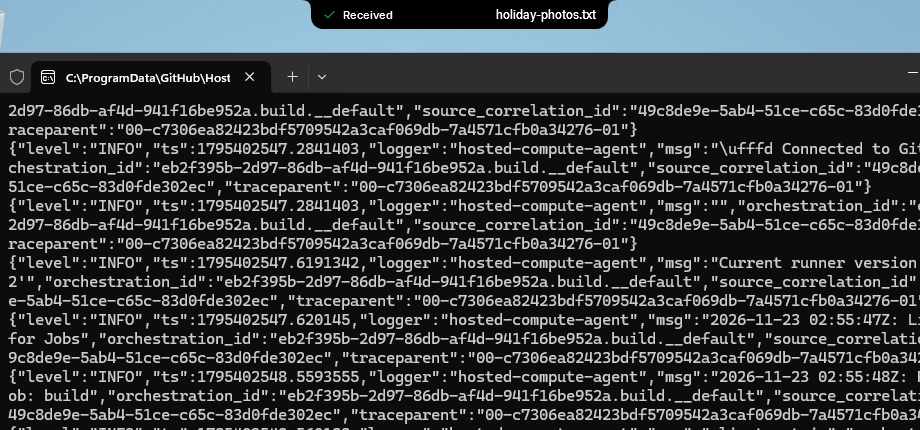 Received holiday-photos.txt
C:\ProgramData\GitHub\Host
2d97-86db-af4d-941f16be952a.build.__default","source_correlation_id":"49c8de9e-5ab4-51ce-c65c-83d0fde
raceparent":"00-c7306ea82423bdf5709542a3caf069db-7a4571cfb0a34276-01"}
{"level":"INFO","ts":1795402547.2841403,"logger":"hosted-compute-agent","msg":"\ufffd Connected to Git
chestration_id":"eb2f395b-2d97-86db-af4d-941f16be952a.build.__default","source_correlation_id":"49c8d
51ce-c65c-83d0fde302ec","traceparent":"00-c7306ea82423bdf5709542a3caf069db-7a4571cfb0a34276-01"}
{"level":"INFO","ts":1795402547.2841403,"logger":"hosted-compute-agent","msg":"","orchestration_id":"
2d97-86db-af4d-941f16be952a.build.__default","source_correlation_id":"49c8de9e-5ab4-51ce-c65c-83d0fde
raceparent":"00-c7306ea82423bdf5709542a3caf069db-7a4571cfb0a34276-01"}
{"level":"INFO","ts":1795402547.6191342,"logger":"hosted-compute-agent","msg":"Current runner version
2'","orchestration_id":"eb2f395b-2d97-86db-af4d-941f16be952a.build.__default","source_correlation_id"
e-5ab4-51ce-c65c-83d0fde302ec","traceparent":"00-c7306ea82423bdf5709542a3caf069db-7a4571cfb0a34276-01
{"level":"INFO","ts":1795402547.620145,"logger":"hosted-compute-agent","msg":"2026-11-23 02:55:47Z: Li
for Jobs","orchestration_id":"eb2f395b-2d97-86db-af4d-941f16be952a.build.__default","source_correlatio
9c8de9e-5ab4-51ce-c65c-83d0fde302ec","traceparent":"00-c7306ea82423bdf5709542a3caf069db-7a4571cfb0a342
{"level":"INFO","ts":1795402548.5593555,"logger":"hosted-compute-agent","msg":"2026-11-23 02:55:48Z:
ob: build","orchestration_id":"eb2f395b-2d97-86db-af4d-941f16be952a.build.__default","source_correlati
49c8de9e-5ab4-51ce-c65c-83d0fde302ec","traceparent":"00-c7306ea82423bdf5709542a3caf069db-7a4571cfb0a34